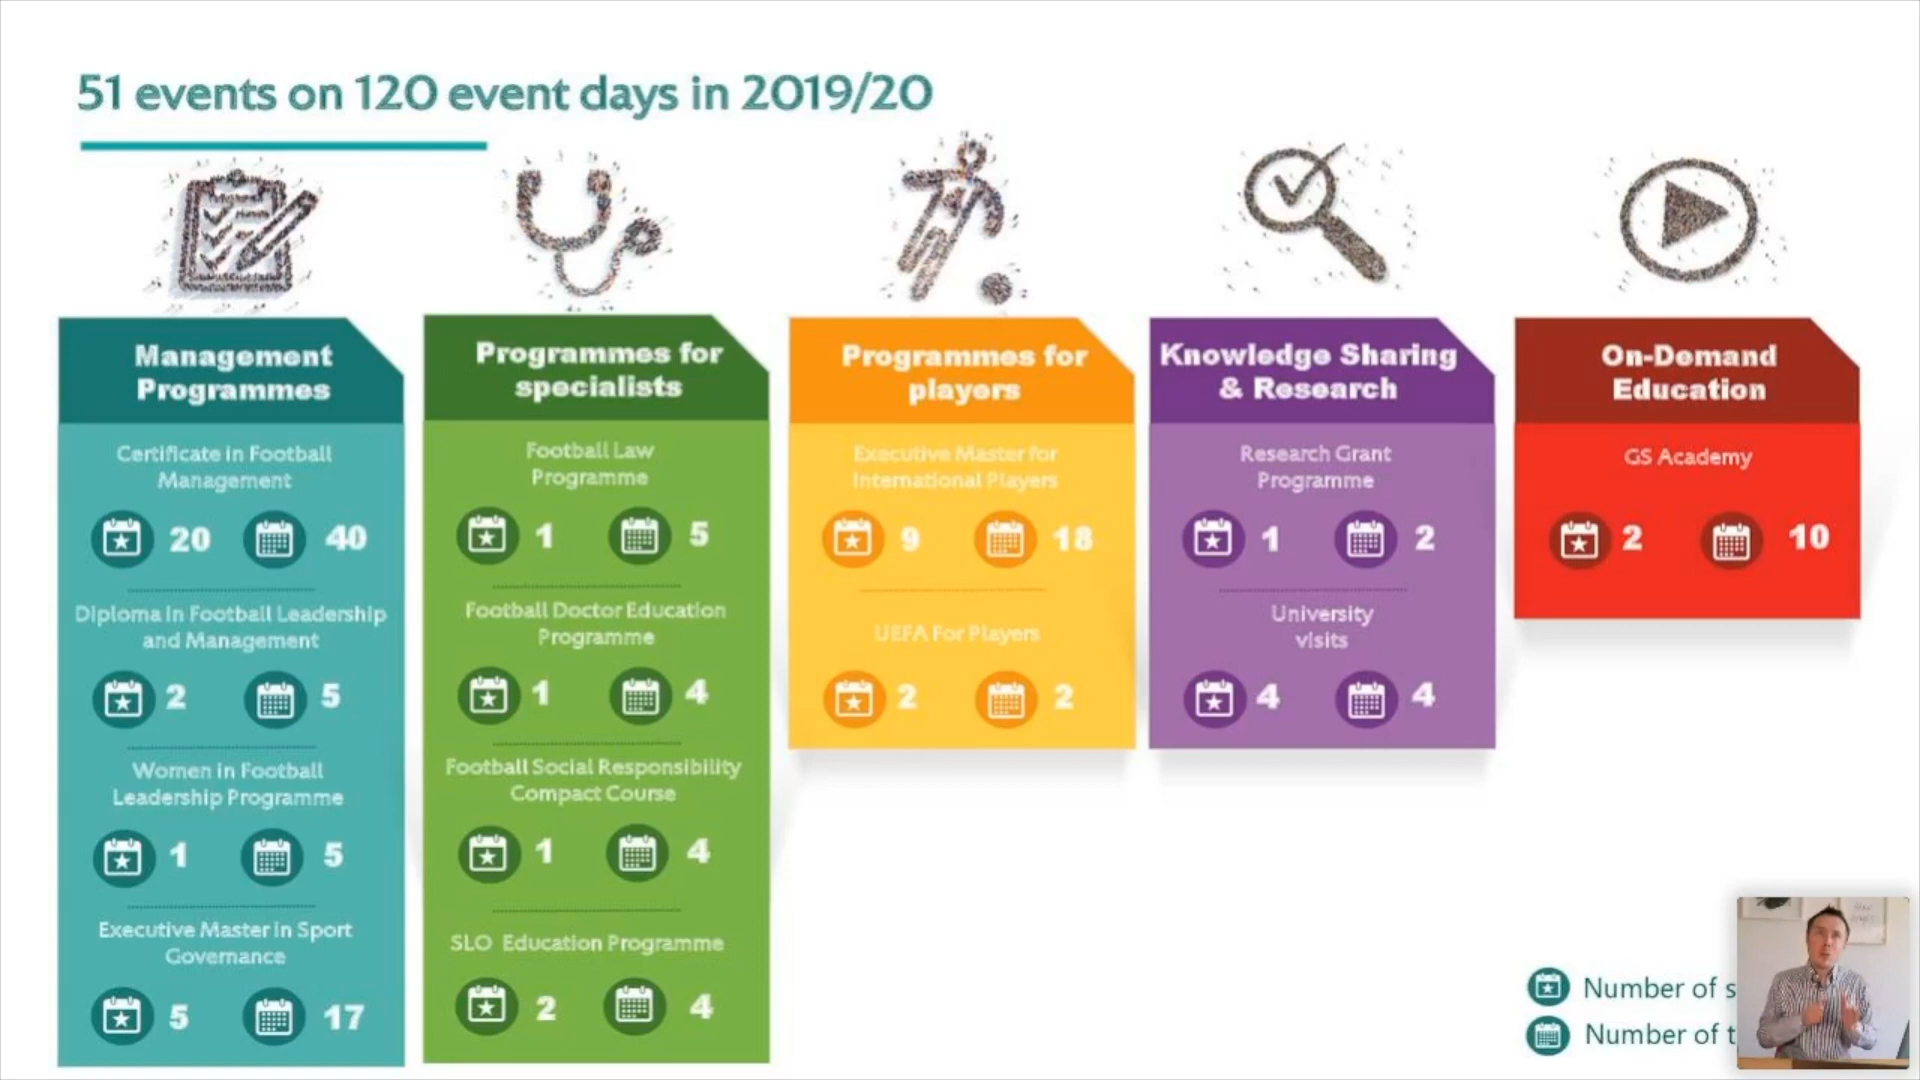 51 events on 120 event days in 2019/20
Management
Programmes
Certificate in Football
Management
20 40
Diploma in Football Leadership
and Management
2 5
Women in Football
Leadership Programme
1 5
Executive Master in Sport
Governance
5 17
Programmes for
specialists
Football Law
Programme
1 5
Football Doctor Education
Programme
1 4
Football Social Responsibility
Compact Course
1 4
SLO Education Programme
2 4
Programmes for
players
Executive Master for
International Players
9 18
UEFA For Players
2 2
Knowledge Sharing
& Research
Research Grant
Programme
1 2
University
visits
4 4
On-Demand
Education
GS Academy
2 10
Number of s
Number of t